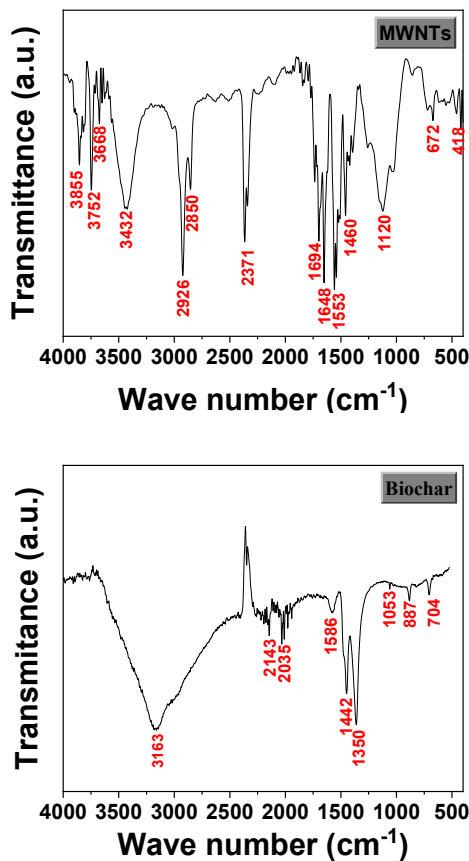 MWNTs
Transmittance (a.u.)
3855
3752
3668
3432
2926
2850
2371
1694
1648
1553
1460
1120
672
418
4000 3500 3000 2500 2000 1500 1000 500
Wave number (cm⁻¹)
Biochar
Transmitance (a.u.)
3163
2143
2035
1586
1442
1350
1053
887
704
4000 3500 3000 2500 2000 1500 1000 500
Wave number (cm⁻¹)